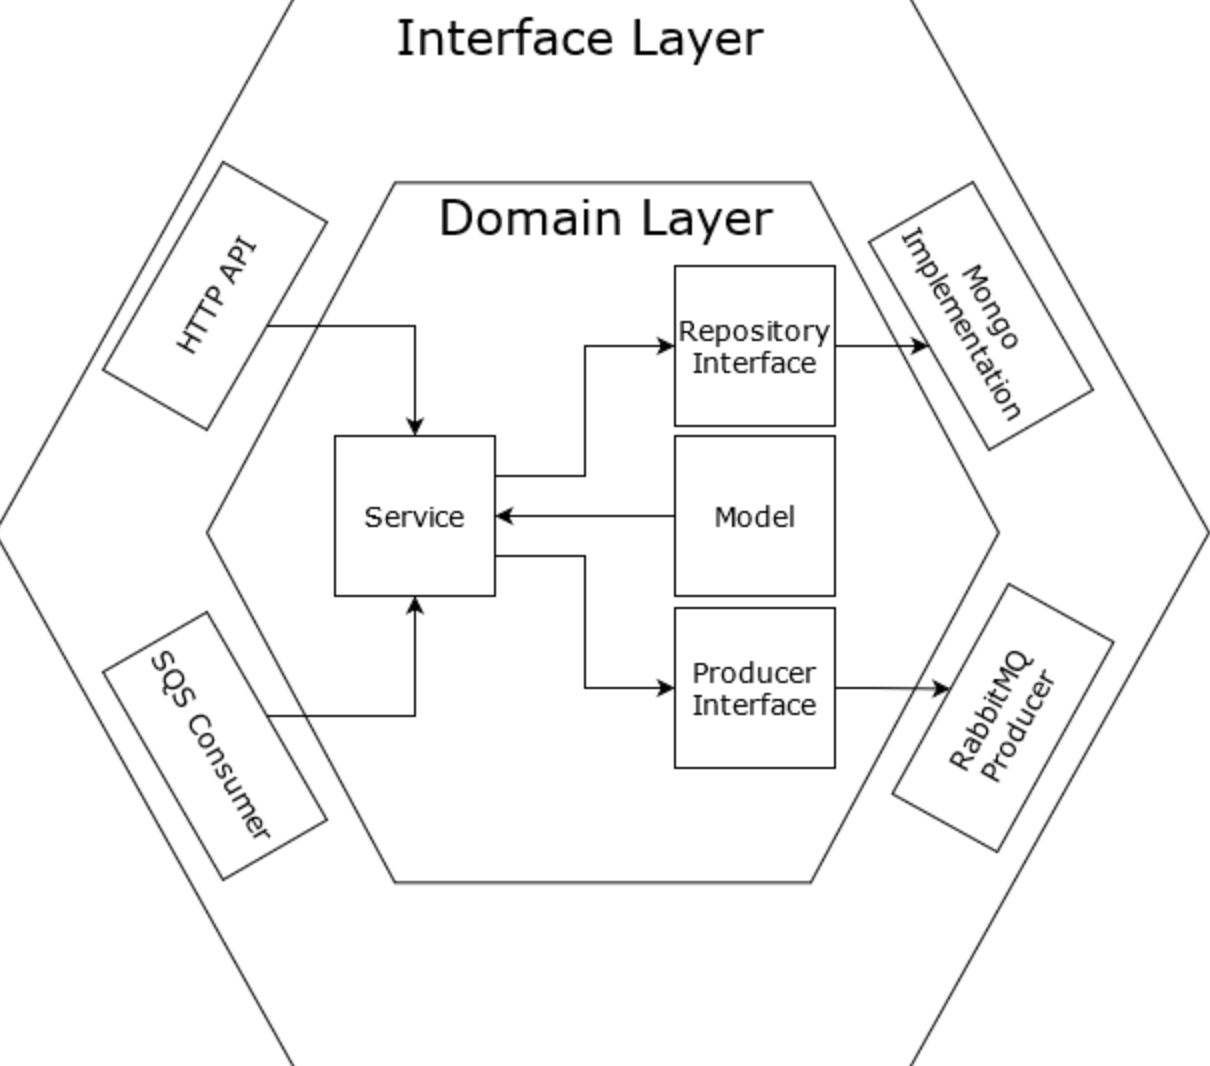 Interface Layer
Domain Layer
HTTP API
Mongo
Implementation
Repository
Interface
Service
Model
SQS Consumer
Producer
Interface
RabbitMQ
Producer